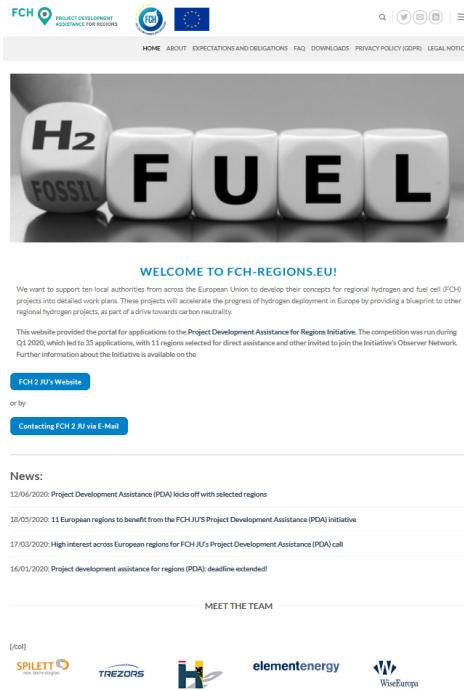 FCH PROJECT DEVELOPMENT
ASSISTANCE FOR REGIONS
FCH
HOME ABOUT EXPECTATIONS AND OBLIGATIONS FAQ DOWNLOADS PRIVACY POLICY (GDPR) LEGAL NOTIC
H2 FUEL
FOSSIL
WELCOME TO FCH-REGIONS.EU!
We want to support ten local authorities from across the European Union to develop their concepts for regional hydrogen and fuel cell (FCH)
projects into detailed work plans. These projects will accelerate the progress of hydrogen deployment in Europe by providing a blueprint to other
regional hydrogen projects, as part of a drive towards carbon neutrality.
This website provided the portal for applications to the Project Development Assistance for Regions Initiative. The competition was run during
Q1 2020, which led to 35 applications, with 11 regions selected for direct assistance and other invited to join the Initiative's Observer Network.
Further information about the Initiative is available on the
FCH 2 JU's Website
or by
Contacting FCH 2 JU via E-Mail
News:
12/06/2020: Project Development Assistance (PDA) kicks off with selected regions
18/05/2020: 11 European regions to benefit from the FCH JU'S Project Development Assistance (PDA) initiative
17/03/2020: High interest across European regions for FCH JU's Project Development Assistance (PDA) call
16/01/2020: Project development assistance for regions (PDA): deadline extended!
MEET THE TEAM
[/col]
SPILETT
new technologies
TREZORS
elementenergy
WiseEuropa